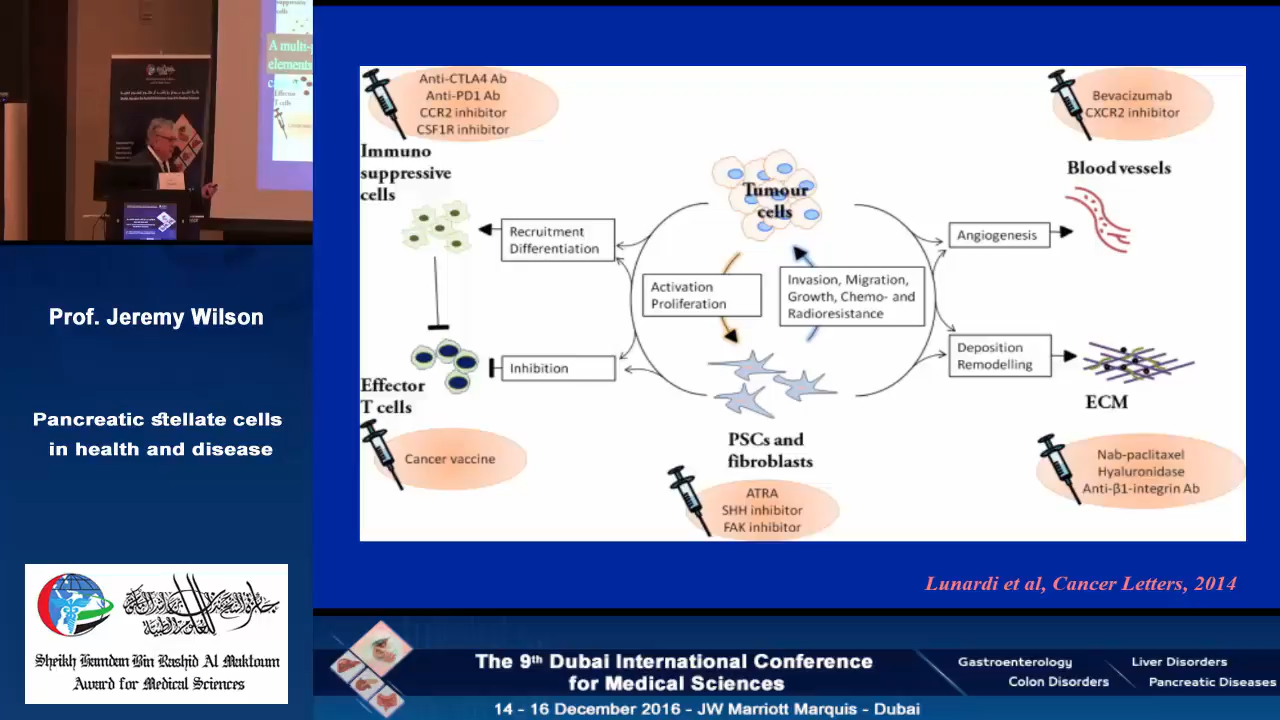 A multi-
Prof. Jeremy Wilson
Pancreatic stellate cells
in health and disease
Sheikh Hamdan Bin Rashid Al Maktoum
Award for Medical Sciences
Anti-CTLA4 Ab
Anti-PD1 Ab
CCR2 inhibitor
CSF1R inhibitor
Immuno
suppressive
cells
Recruitment
Differentiation
Inhibition
Effector
T cells
Cancer vaccine
Tumour
cells
Activation
Proliferation
Invasion, Migration,
Growth, Chemo- and
Radioresistance
PSCs and
fibroblasts
ATRA
SHH inhibitor
FAK inhibitor
Bevacizumab
CXCR2 inhibitor
Blood vessels
Angiogenesis
Deposition
Remodelling
ECM
Nab-paclitaxel
Hyaluronidase
Anti-β1-integrin Ab
Lunardi et al, Cancer Letters, 2014
The 9th Dubai International Conference
for Medical Sciences
Gastroenterology
Liver Disorders
Colon Disorders
Pancreatic Diseases
14 - 16 December 2016 - JW Marriott Marquis - Dubai